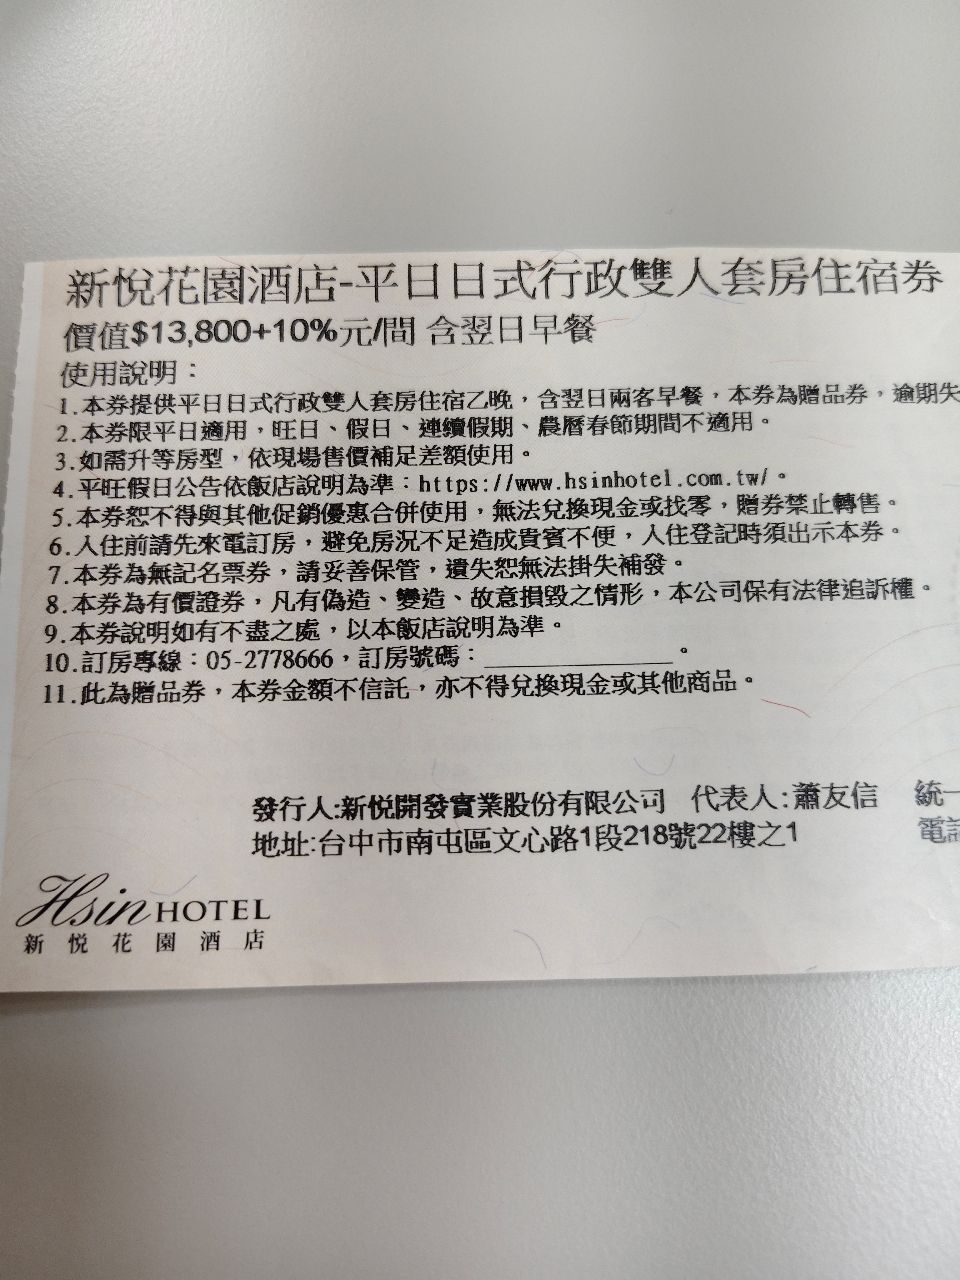 新悅花園酒店-平日日式行政雙人套房住宿券
價值$13,800+10%元/間 含翌日早餐
使用說明：
1.本券提供平日日式行政雙人套房住宿乙晚，含翌日兩客早餐，本券為贈品券，逾期失
2.本券限平日適用，旺日、假日、連續假期、農曆春節期間不適用。
3.如需升等房型，依現場售價補足差額使用。
4.平旺假日公告依飯店說明為準：https://www.hsinhotel.com.tw/。
5.本券恕不得與其他促銷優惠合併使用，無法兌換現金或找零，贈券禁止轉售。
6.入住前請先來電訂房，避免房況不足造成貴賓不便，入住登記時須出示本券。
7.本券為無記名票券，請妥善保管，遺失恕無法掛失補發。
8.本券為有價證券，凡有偽造、變造、故意損毀之情形，本公司保有法律追訴權。
9.本券說明如有不盡之處，以本飯店說明為準。
10.訂房專線：05-2778666，訂房號碼：_______________。
11.此為贈品券，本券金額不信託，亦不得兌換現金或其他商品。
發行人:新悅開發實業股份有限公司 代表人:蕭友信 統一
地址:台中市南屯區文心路1段218號22樓之1 電話
Hsin HOTEL
新悅花園酒店